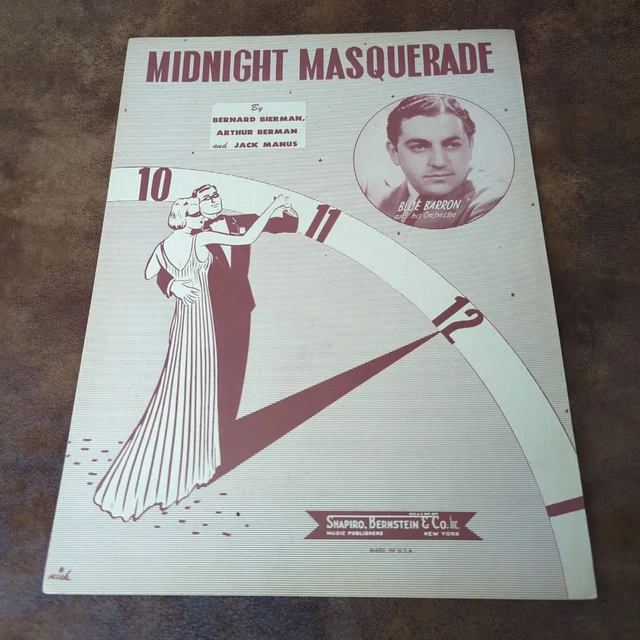 MIDNIGHT MASQUERADE
By
BERNARD BIERMAN,
ARTHUR BERMAN
and JACK MANUS
BLUE BARRON
and his Orchestra
10
11
12
SHAPIRO, BERNSTEIN & CO. INC.
MUSIC PUBLISHERS NEW YORK
MADE IN U.S.A.